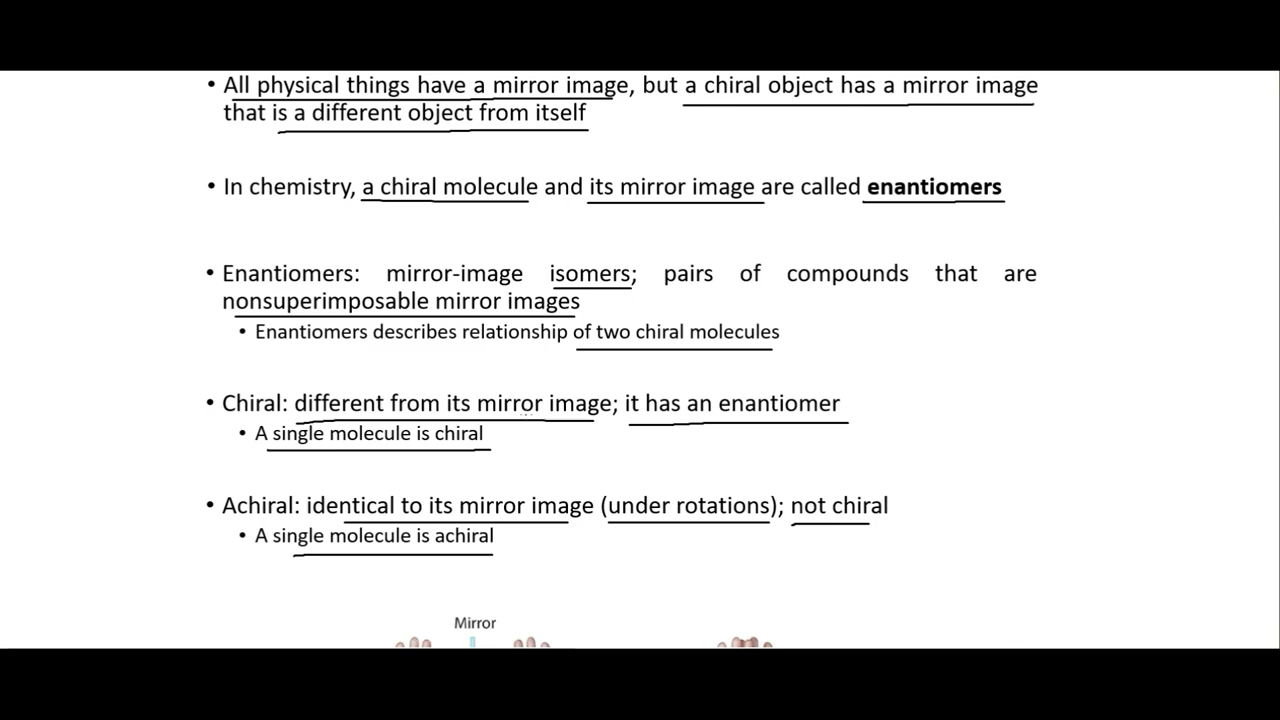 • All physical things have a mirror image, but a chiral object has a mirror image
that is a different object from itself
• In chemistry, a chiral molecule and its mirror image are called enantiomers
• Enantiomers: mirror-image isomers; pairs of compounds that are
nonsuperimposable mirror images
• Enantiomers describes relationship of two chiral molecules
• Chiral: different from its mirror image; it has an enantiomer
• A single molecule is chiral
• Achiral: identical to its mirror image (under rotations); not chiral
• A single molecule is achiral
Mirror